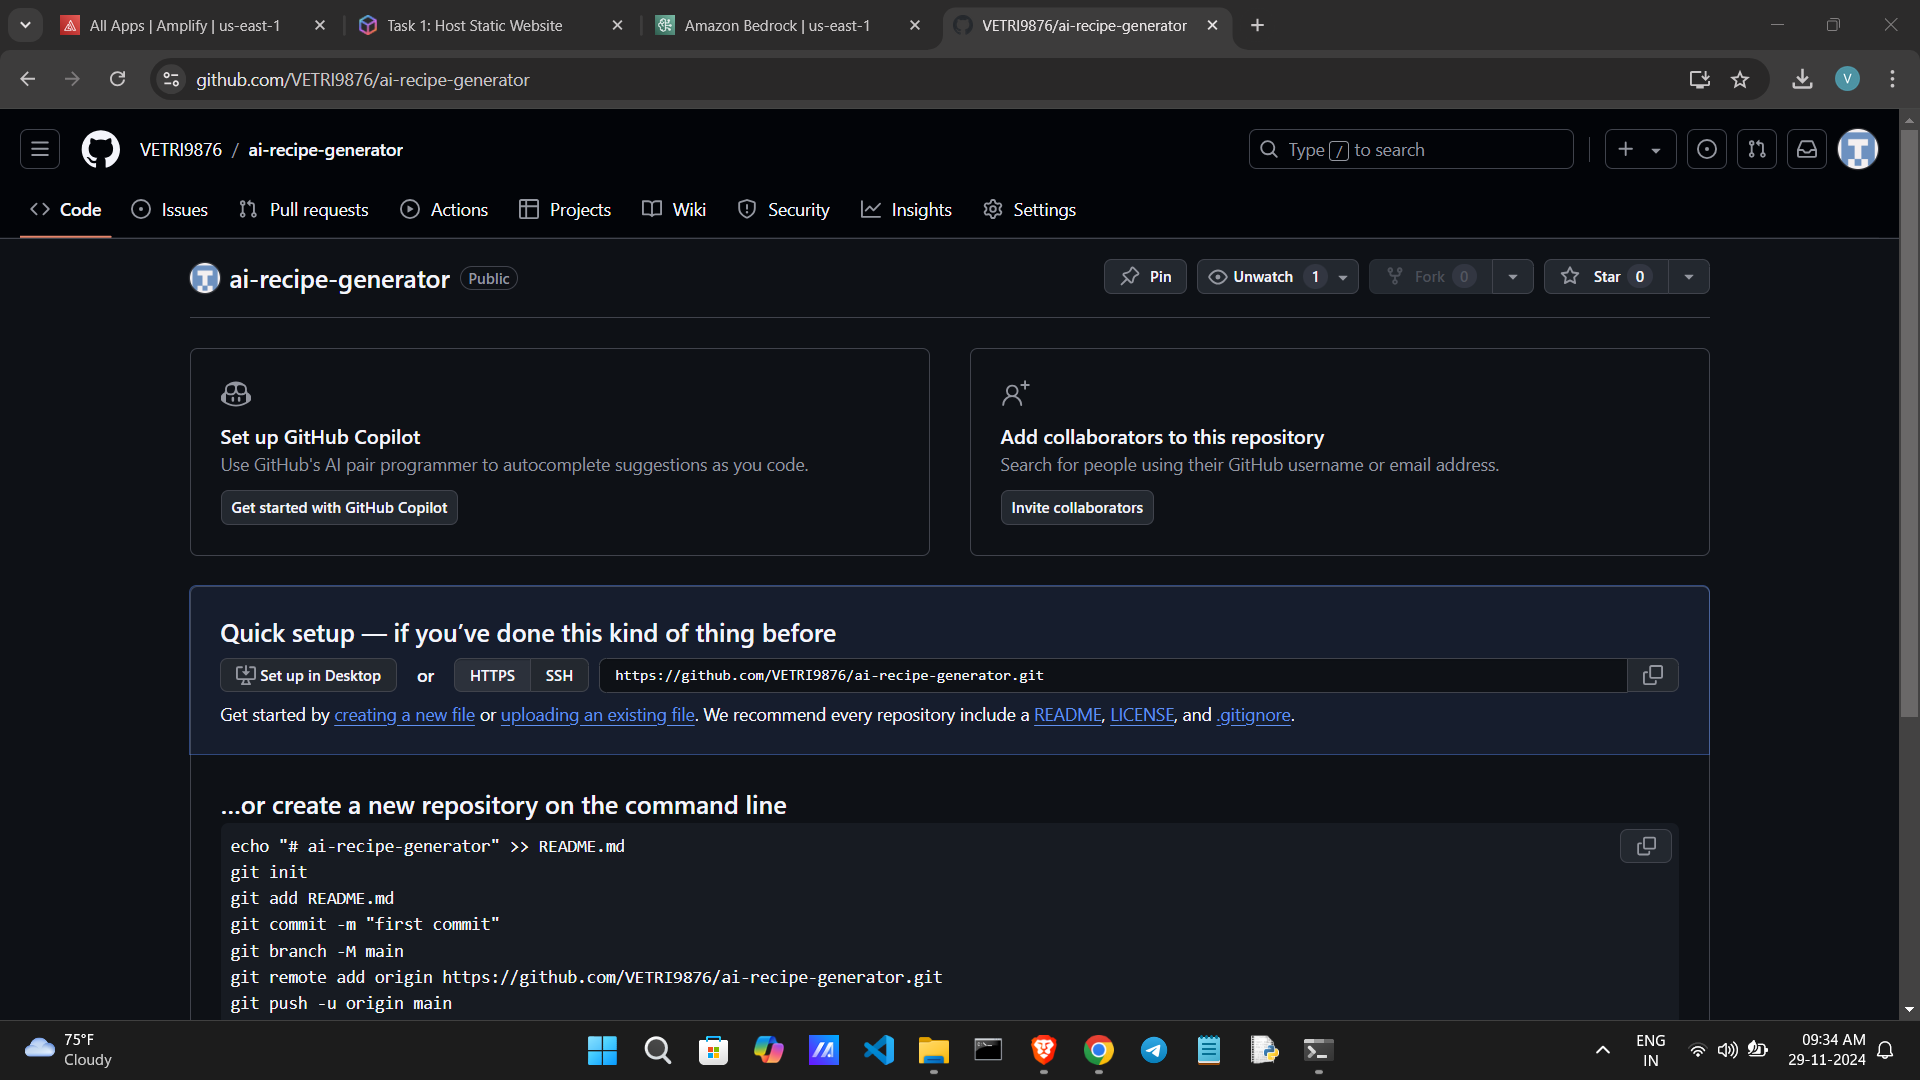 All Apps | Amplify | us-east-1
Task 1: Host Static Website
Amazon Bedrock | us-east-1
VETRI9876/ai-recipe-generator
github.com/VETRI9876/ai-recipe-generator
V
VETRI9876 / ai-recipe-generator
Type / to search
Code
Issues
Pull requests
Actions
Projects
Wiki
Security
Insights
Settings
ai-recipe-generator Public
Pin
Unwatch 1
Fork 0
Star 0
Set up GitHub Copilot
Use GitHub's AI pair programmer to autocomplete suggestions as you code.
Get started with GitHub Copilot
Add collaborators to this repository
Search for people using their GitHub username or email address.
Invite collaborators
Quick setup — if you’ve done this kind of thing before
Set up in Desktop or HTTPS SSH https://github.com/VETRI9876/ai-recipe-generator.git
Get started by creating a new file or uploading an existing file. We recommend every repository include a README, LICENSE, and .gitignore.
…or create a new repository on the command line
echo "# ai-recipe-generator" >> README.md
git init
git add README.md
git commit -m "first commit"
git branch -M main
git remote add origin https://github.com/VETRI9876/ai-recipe-generator.git
git push -u origin main
75°F
Cloudy
ENG
IN
09:34 AM
29-11-2024